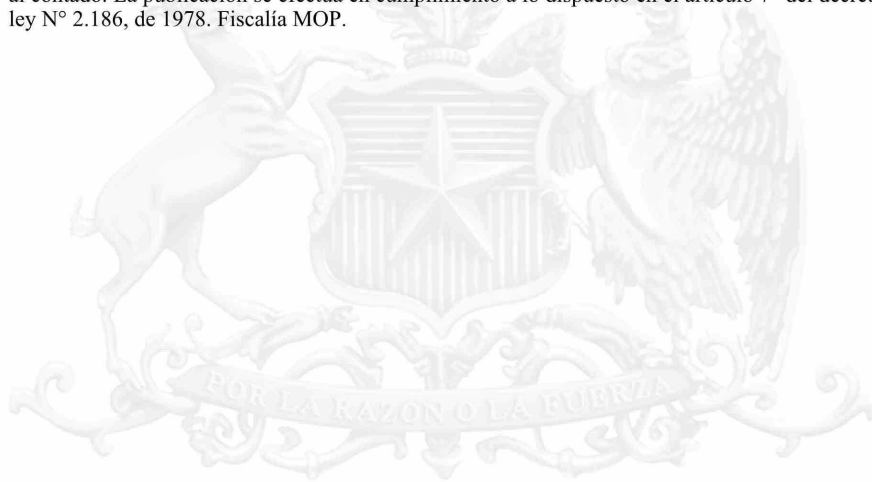 al contado. La publicación se efectúa en cumplimiento a lo dispuesto en el artículo 7° del decreto
ley N° 2.186, de 1978. Fiscalía MOP.
POR LA RAZÓN O LA FUERZA